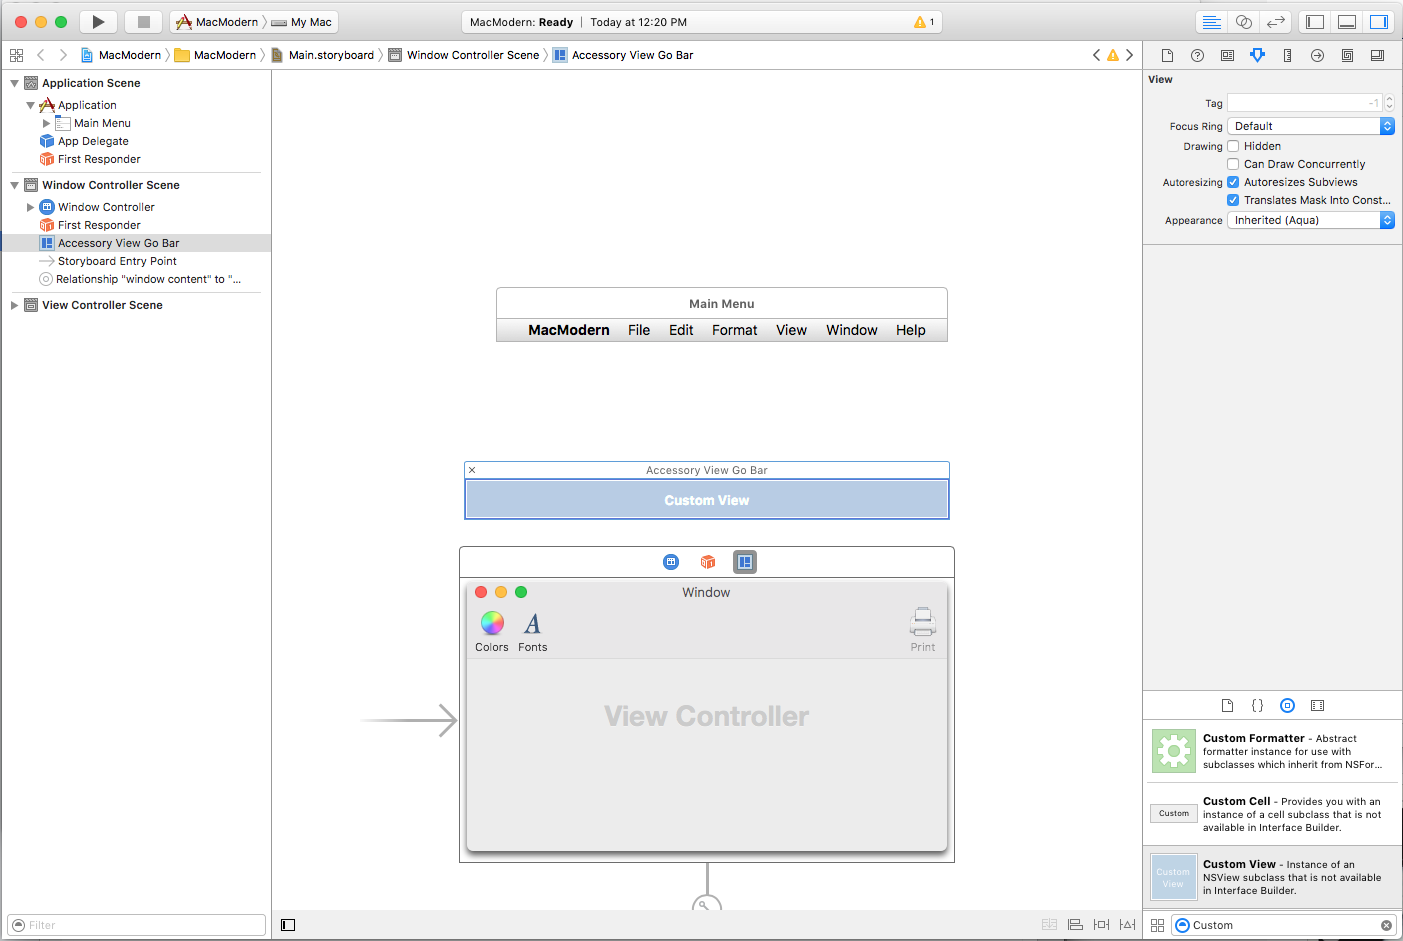 MacModern
My Mac
MacModern: Ready
Today at 12:20 PM
1
MacModern
MacModern
Main.storyboard
Window Controller Scene
Accessory View Go Bar
Application Scene
Application
Main Menu
App Delegate
First Responder
Window Controller Scene
Window Controller
First Responder
Accessory View Go Bar
Storyboard Entry Point
Relationship "window content" to "...
View Controller Scene
Filter
Main Menu
MacModern File Edit Format View Window Help
Accessory View Go Bar
Custom View
Window
Colors Fonts Print
View Controller
View
Tag -1
Focus Ring Default
Drawing Hidden
Can Draw Concurrently
Autoresizing Autoresizes Subviews
Translates Mask Into Const...
Appearance Inherited (Aqua)
Custom Formatter - Abstract
formatter instance for use with
subclasses which inherit from NSFor...
Custom
Custom Cell - Provides you with an
instance of a cell subclass that is not
available in Interface Builder.
Custom
View
Custom View - Instance of an
NSView subclass that is not available
in Interface Builder.
Custom